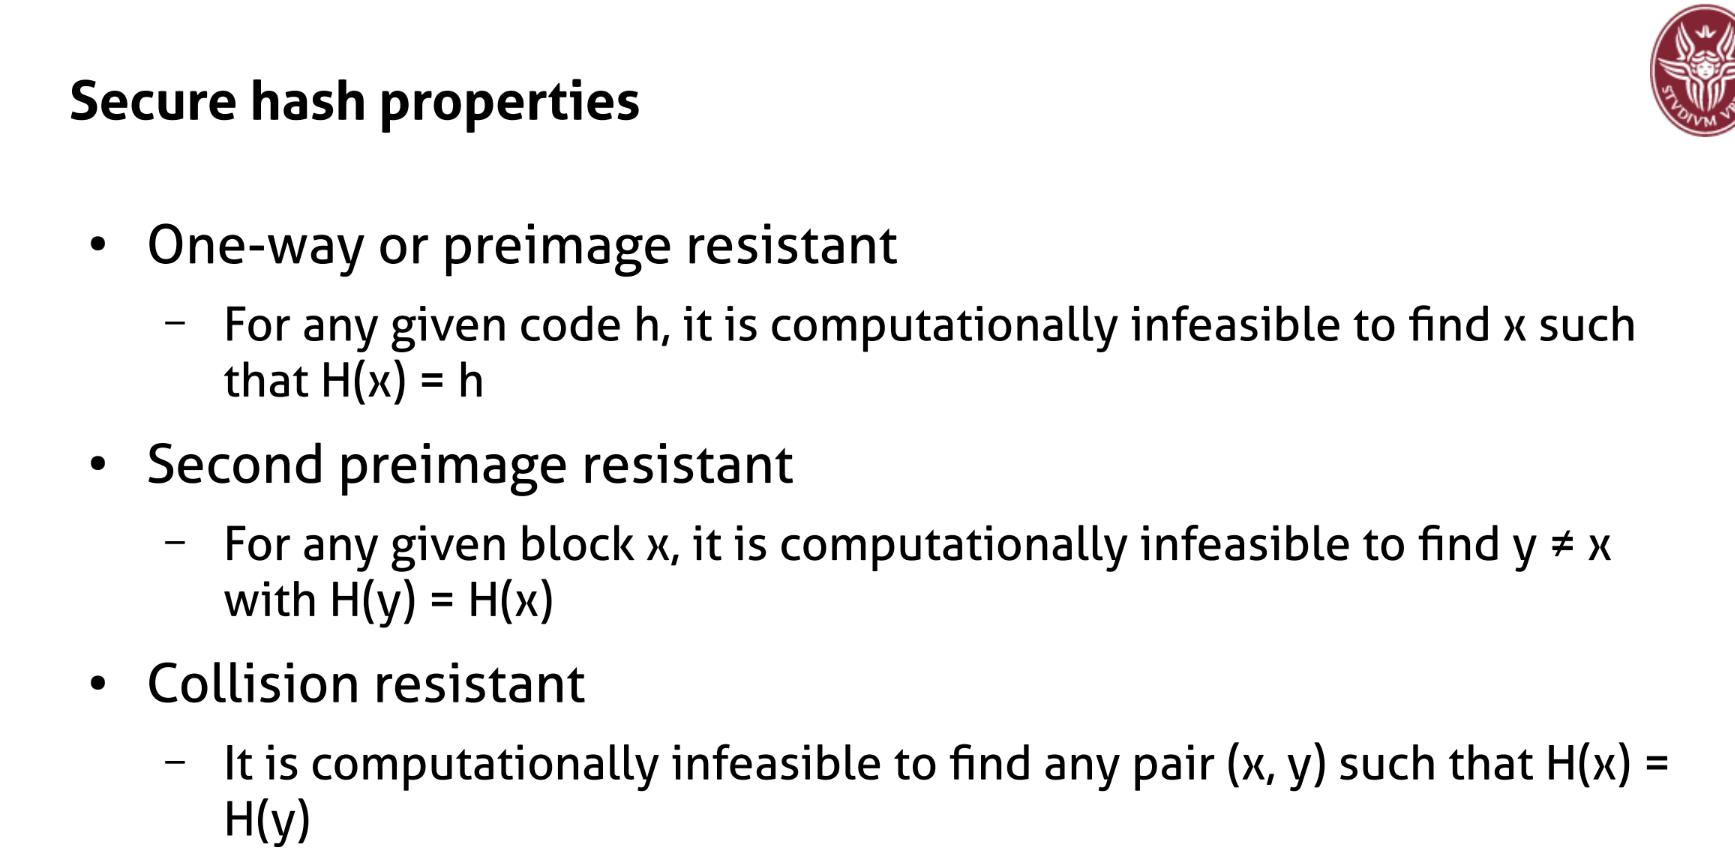 Secure hash properties
• One-way or preimage resistant
– For any given code h, it is computationally infeasible to find x such
that H(x) = h
• Second preimage resistant
– For any given block x, it is computationally infeasible to find y ≠ x
with H(y) = H(x)
• Collision resistant
– It is computationally infeasible to find any pair (x, y) such that H(x) =
H(y)
STVDIVM